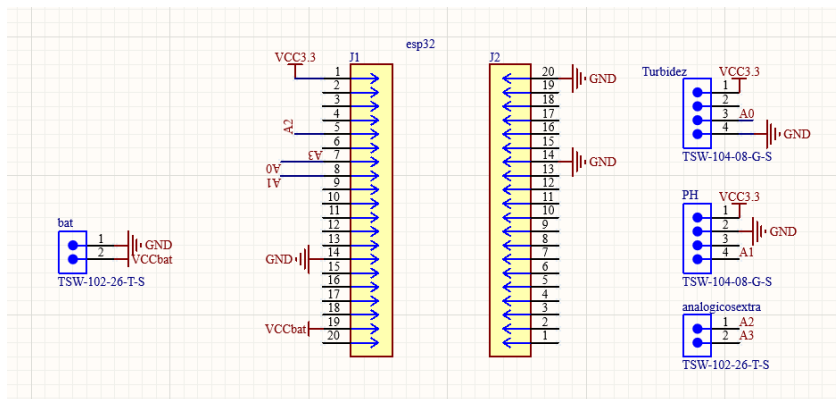 esp32
J1
VCC3.3
1
2
3
4
A2
5
6
A3
7
A0
8
A1
9
10
11
12
13
GND
14
15
16
17
18
VCCbat
19
20
J2
20
GND
19
18
17
16
15
14
GND
13
12
11
10
9
8
7
6
5
4
3
2
1
bat
1
GND
2
VCCbat
TSW-102-26-T-S
Turbidez
VCC3.3
1
2
3
A0
4
GND
TSW-104-08-G-S
PH
VCC3.3
1
2
GND
3
4
A1
TSW-104-08-G-S
analogicosextra
1
A2
2
A3
TSW-102-26-T-S